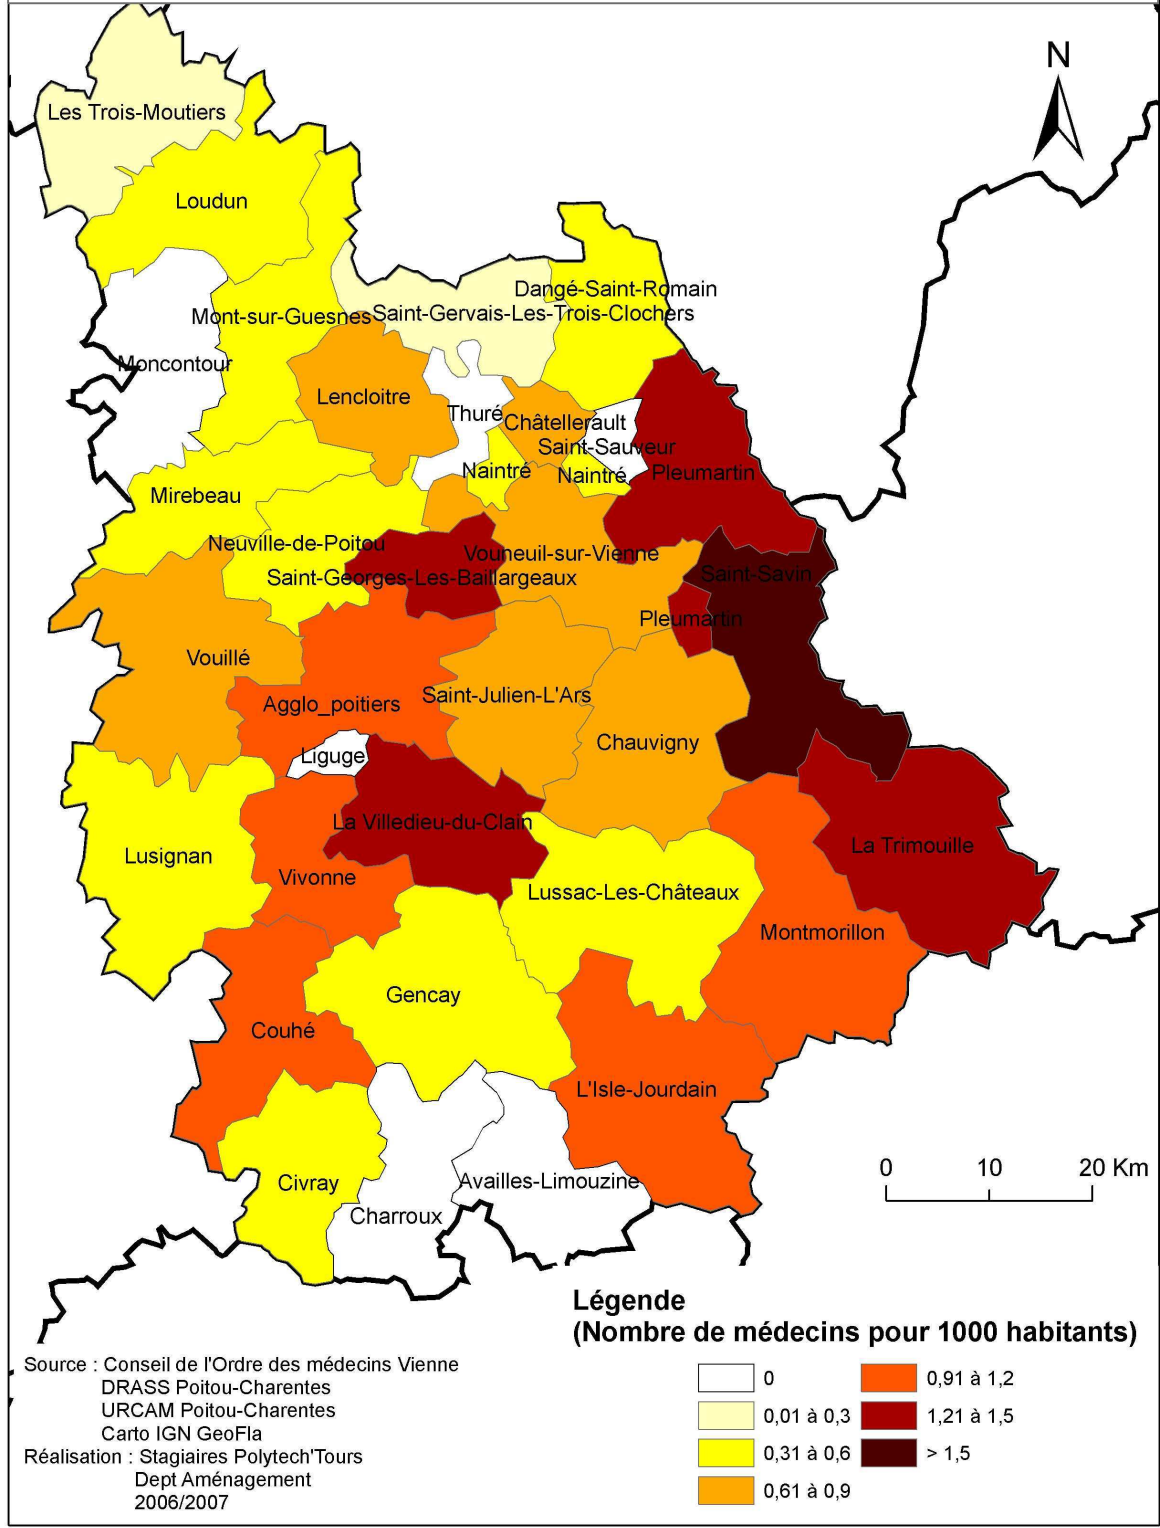 N
Les Trois-Moutiers
Loudun
Dangé-Saint-Romain
Mont-sur-Guesnes
Saint-Gervais-Les-Trois-Clochers
Moncontour
Lencloitre
Thuré
Châtellerault
Saint-Sauveur
Naintré
Naintré
Pleumartin
Mirebeau
Neuville-de-Poitou
Vouneuil-sur-Vienne
Saint-Georges-Les-Baillargeaux
Saint-Savin
Pleumartin
Vouillé
Saint-Julien-L'Ars
Agglo_poitiers
Chauvigny
Liguge
La Villedieu-du-Clain
La Trimouille
Lusignan
Vivonne
Lussac-Les-Châteaux
Montmorillon
Gencay
Couhé
L'Isle-Jourdain
Civray
Availles-Limouzine
Charroux
0 10 20 Km
Légende
(Nombre de médecins pour 1000 habitants)
0
0,01 à 0,3
0,31 à 0,6
0,61 à 0,9
0,91 à 1,2
1,21 à 1,5
> 1,5
Source : Conseil de l'Ordre des médecins Vienne
DRASS Poitou-Charentes
URCAM Poitou-Charentes
Carto IGN GeoFla
Réalisation : Stagiaires Polytech'Tours
Dept Aménagement
2006/2007